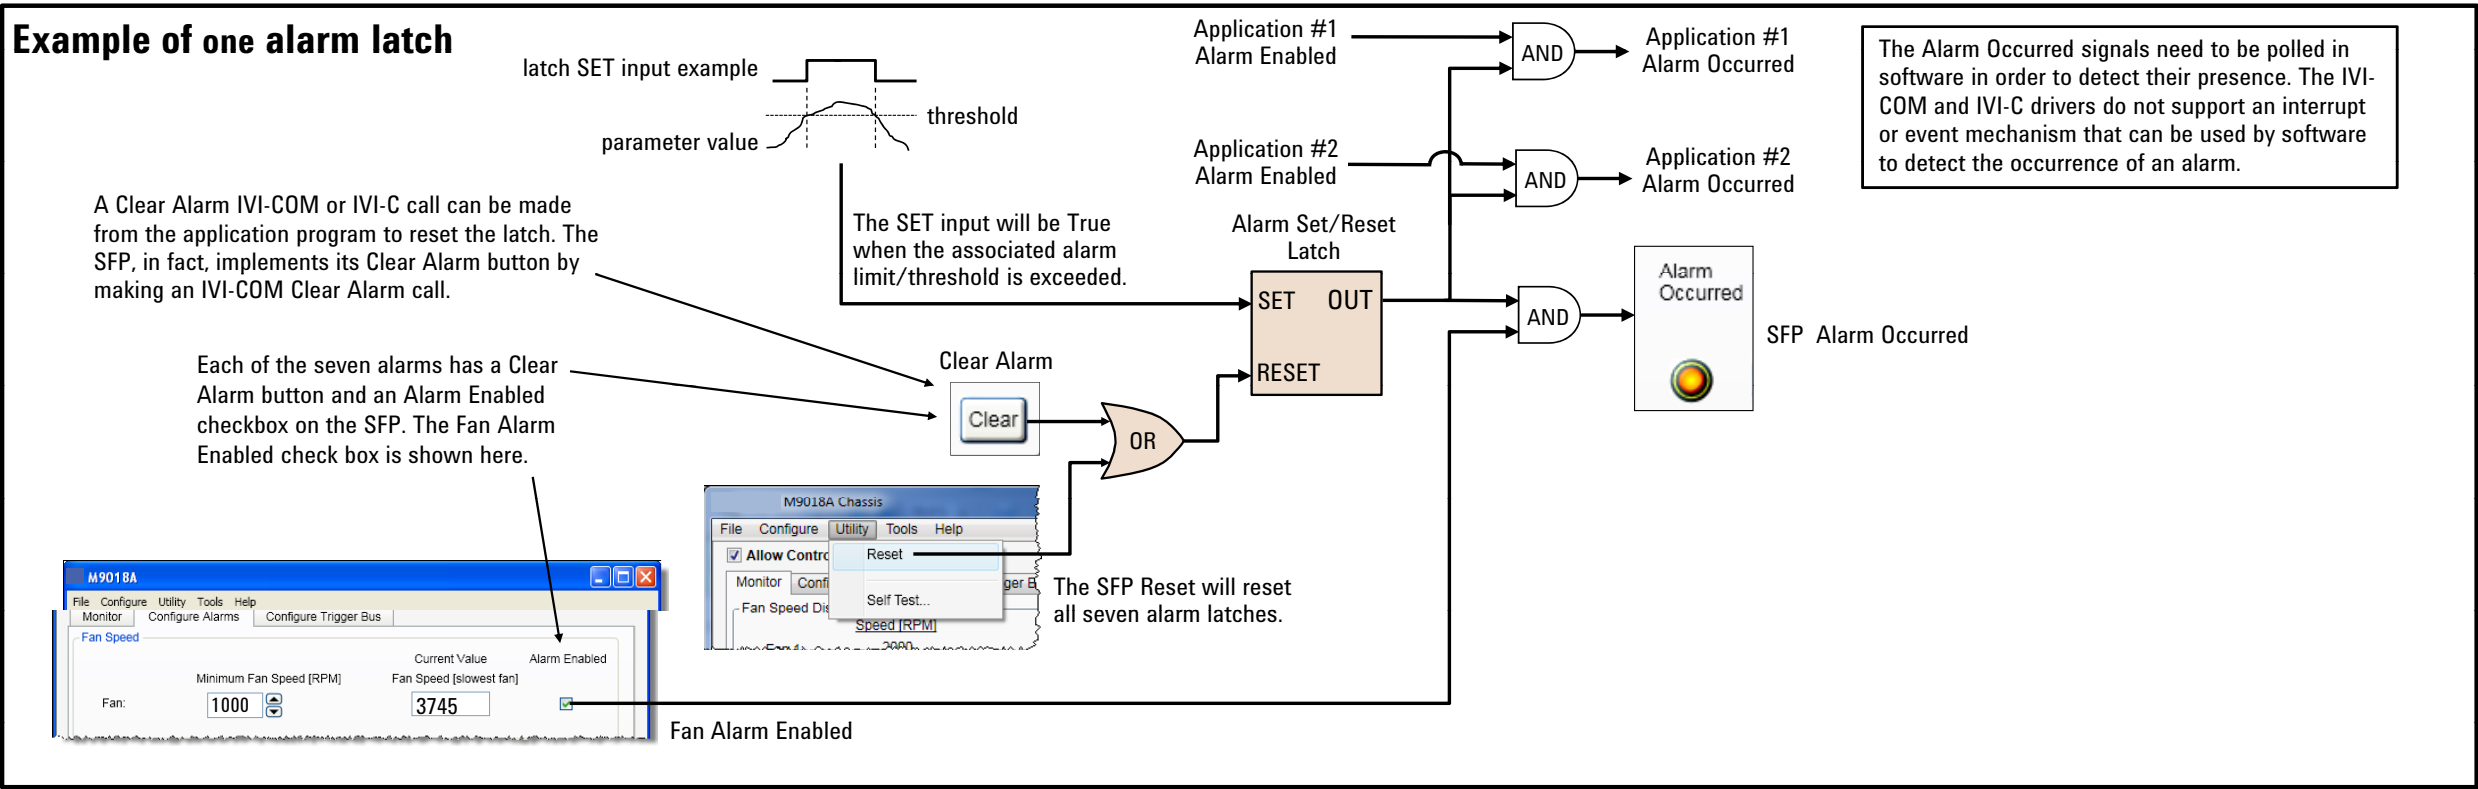 Example of one alarm latch
latch SET input example
threshold
parameter value
Application #1
Alarm Enabled
AND
Application #1
Alarm Occurred
Application #2
Alarm Enabled
AND
Application #2
Alarm Occurred
The Alarm Occurred signals need to be polled in
software in order to detect their presence. The IVI-
COM and IVI-C drivers do not support an interrupt
or event mechanism that can be used by software
to detect the occurrence of an alarm.
A Clear Alarm IVI-COM or IVI-C call can be made
from the application program to reset the latch. The
SFP, in fact, implements its Clear Alarm button by
making an IVI-COM Clear Alarm call.
The SET input will be True
when the associated alarm
limit/threshold is exceeded.
Alarm Set/Reset
Latch
SET OUT
RESET
AND
Alarm
Occurred
SFP Alarm Occurred
Each of the seven alarms has a Clear
Alarm button and an Alarm Enabled
checkbox on the SFP. The Fan Alarm
Enabled check box is shown here.
Clear Alarm
Clear
OR
M9018A Chassis
File Configure Utility Tools Help
Allow Contro
Reset
Monitor Confi
ger B
Self Test...
Fan Speed Dis
Speed [RPM]
The SFP Reset will reset
all seven alarm latches.
M9018A
File Configure Utility Tools Help
Monitor Configure Alarms Configure Trigger Bus
Fan Speed
Current Value Alarm Enabled
Minimum Fan Speed [RPM] Fan Speed [slowest fan]
Fan: 1000 3745
Fan Alarm Enabled